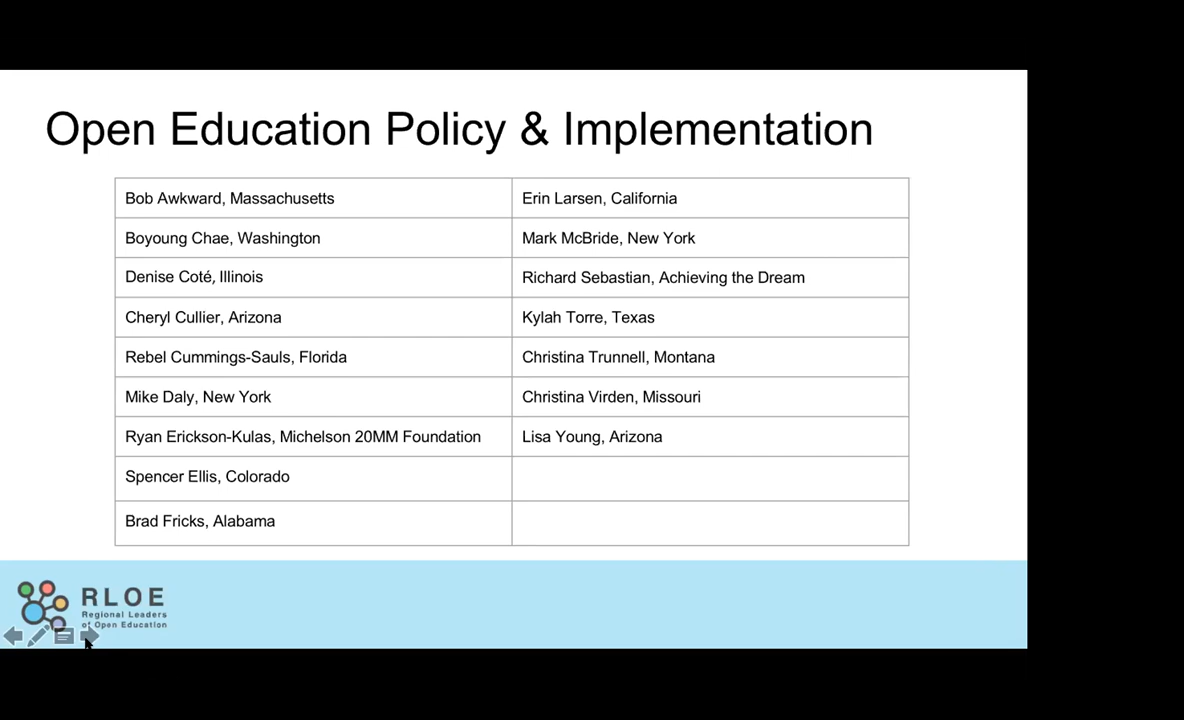 Open Education Policy & Implementation
Bob Awkward, Massachusetts
Erin Larsen, California
Boyoung Chae, Washington
Mark McBride, New York
Denise Coté, Illinois
Richard Sebastian, Achieving the Dream
Cheryl Cullier, Arizona
Kylah Torre, Texas
Rebel Cummings-Sauls, Florida
Christina Trunnell, Montana
Mike Daly, New York
Christina Virden, Missouri
Ryan Erickson-Kulas, Michelson 20MM Foundation
Lisa Young, Arizona
Spencer Ellis, Colorado
Brad Fricks, Alabama
RLOE
Regional Leaders
of Open Education